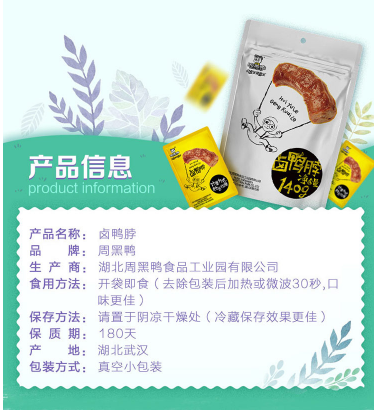 卤鸭脖
140g
产品信息
product information
产品名称：卤鸭脖
品 牌：周黑鸭
生 产 商：湖北周黑鸭食品工业园有限公司
食用方法：开袋即食（去除包装后加热或微波30秒,口
味更佳）
保存方法：请置于阴凉干燥处（冷藏保存效果更佳）
保 质 期：180天
产 地：湖北武汉
包装方式：真空小包装